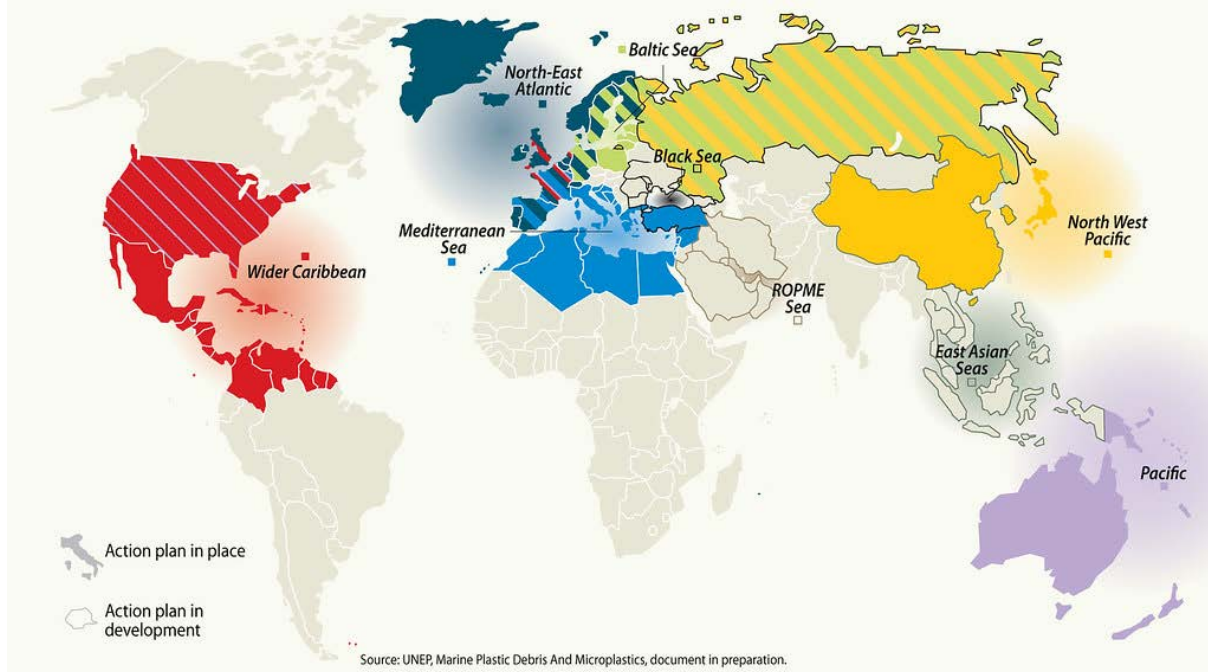 Baltic Sea
North-East
Atlantic
Black Sea
Mediterranean
Sea
North West
Pacific
Wider Caribbean
ROPME
Sea
East Asian
Seas
Pacific
Action plan in place
Action plan in
development
Source: UNEP, Marine Plastic Debris And Microplastics, document in preparation.